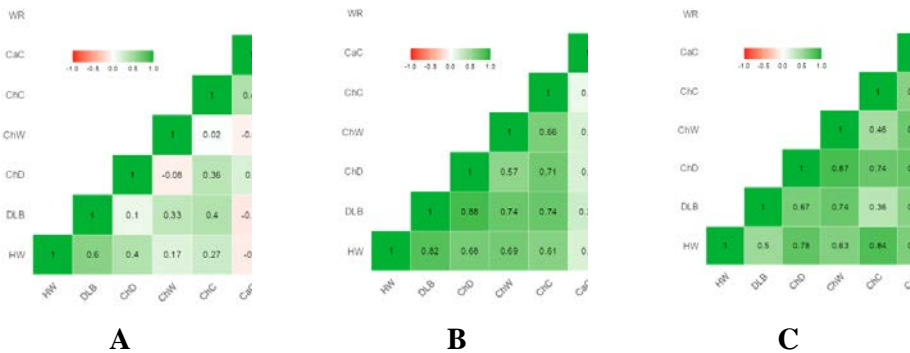 WR WR WR
CaC CaC CaC
-1.0 -0.5 0.0 0.5 1.0 -1.0 -0.5 0.0 0.5 1.0 -1.0 -0.5 0.0 0.5 1.0
ChC 1 ChC 1 ChC 1
ChW 1 0.02 ChW 1 0.66 ChW 1 0.46
ChD 1 -0.08 0.36 ChD 1 0.57 0.71 ChD 1 0.87 0.74
DLB 1 0.1 0.33 0.4 DLB 1 0.88 0.74 0.74 DLB 1 0.67 0.74 0.36
HW 1 0.6 0.4 0.17 0.27 HW 1 0.82 0.68 0.69 0.61 HW 1 0.5 0.78 0.63 0.84
HW DLB ChD ChW ChC CaC HW DLB ChD ChW ChC CaC HW DLB ChD ChW ChC
A B C